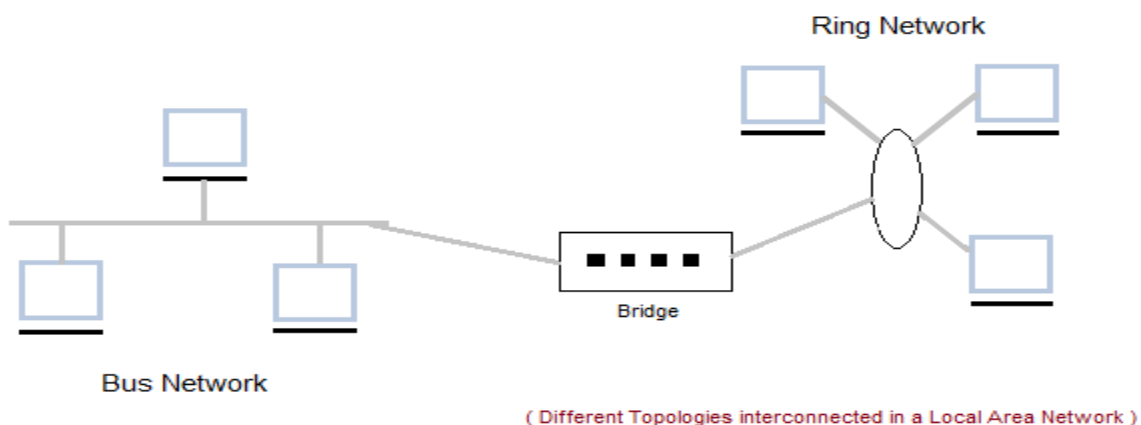 Ring Network
Bridge
Bus Network
( Different Topologies interconnected in a Local Area Network )